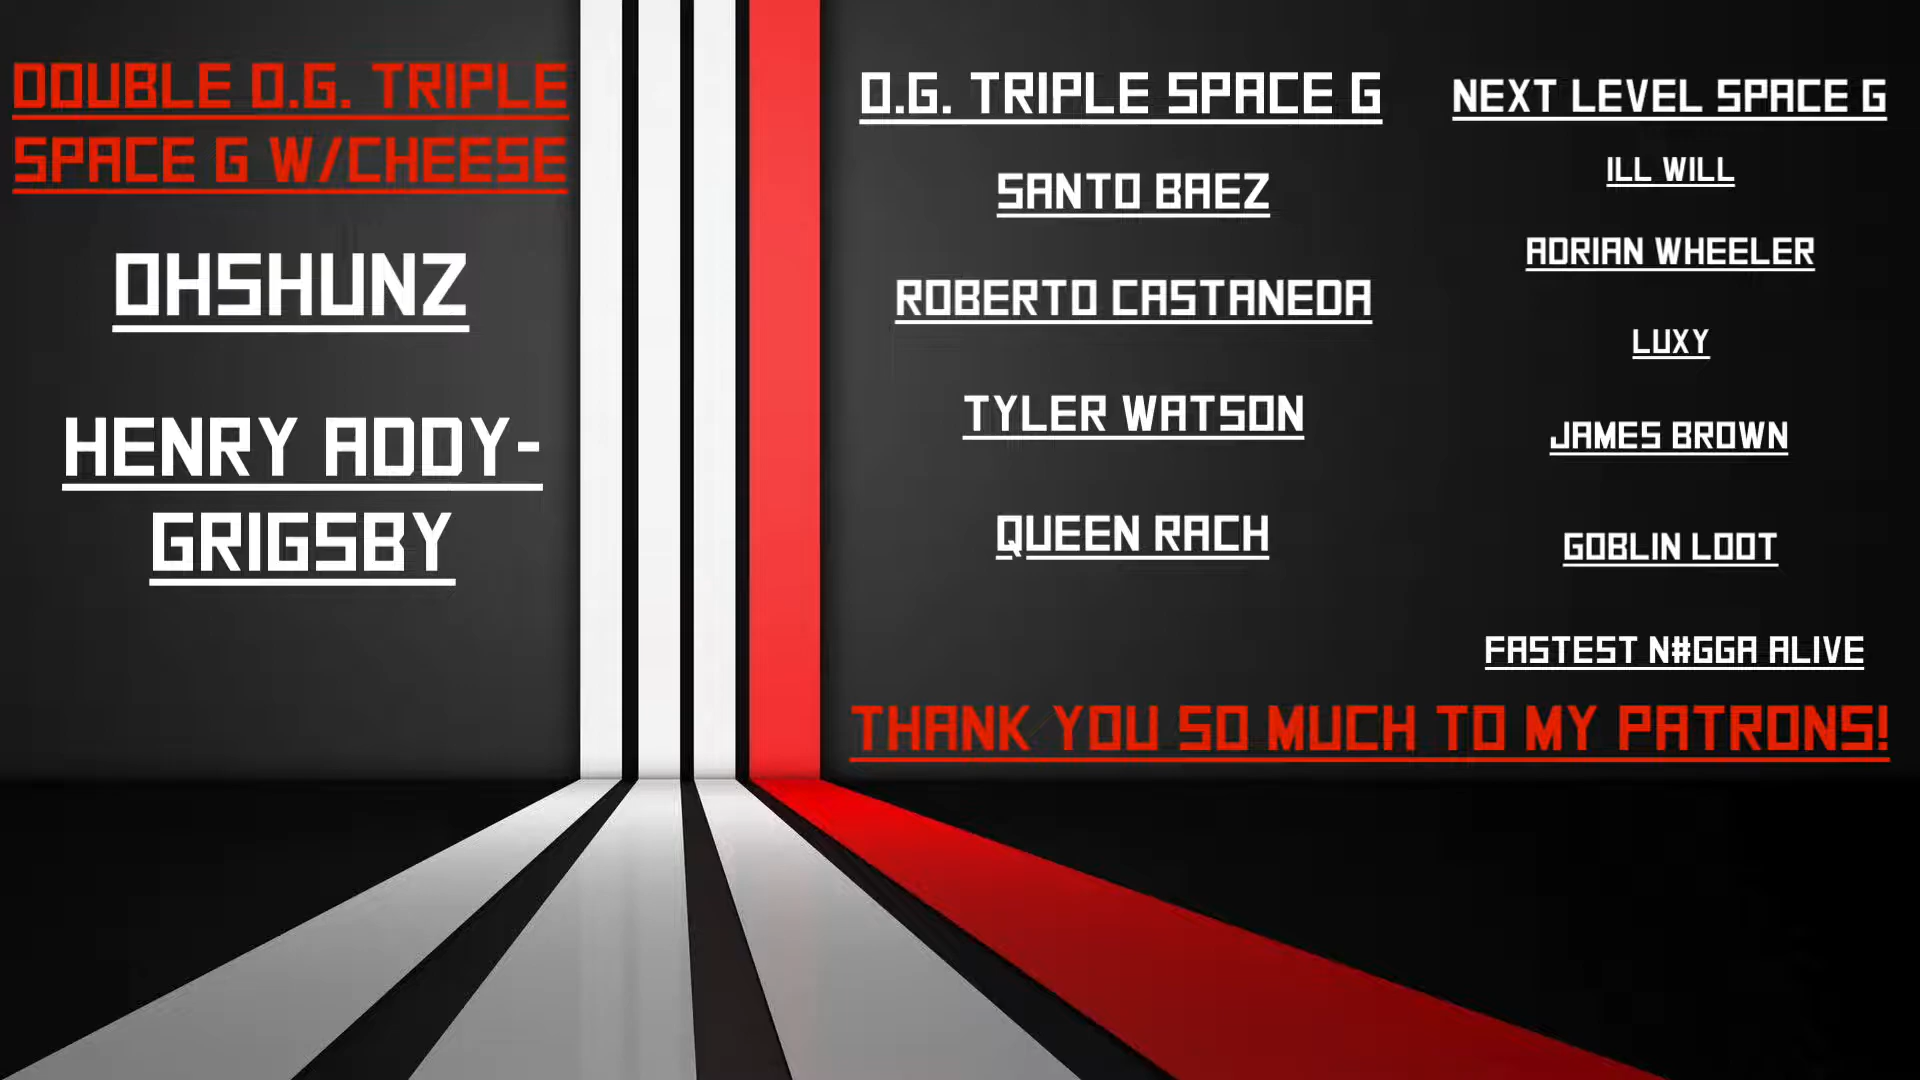 DOUBLE O.G. TRIPLE
SPACE G W/CHEESE
OHSHUNZ
HENRY ADDY-
GRIGSBY
O.G. TRIPLE SPACE G
SANTO BAEZ
ROBERTO CASTANEDA
TYLER WATSON
QUEEN RACH
NEXT LEVEL SPACE G
ILL WILL
ADRIAN WHEELER
LUXY
JAMES BROWN
GOBLIN LOOT
FASTEST N#GGA ALIVE
THANK YOU SO MUCH TO MY PATRONS!